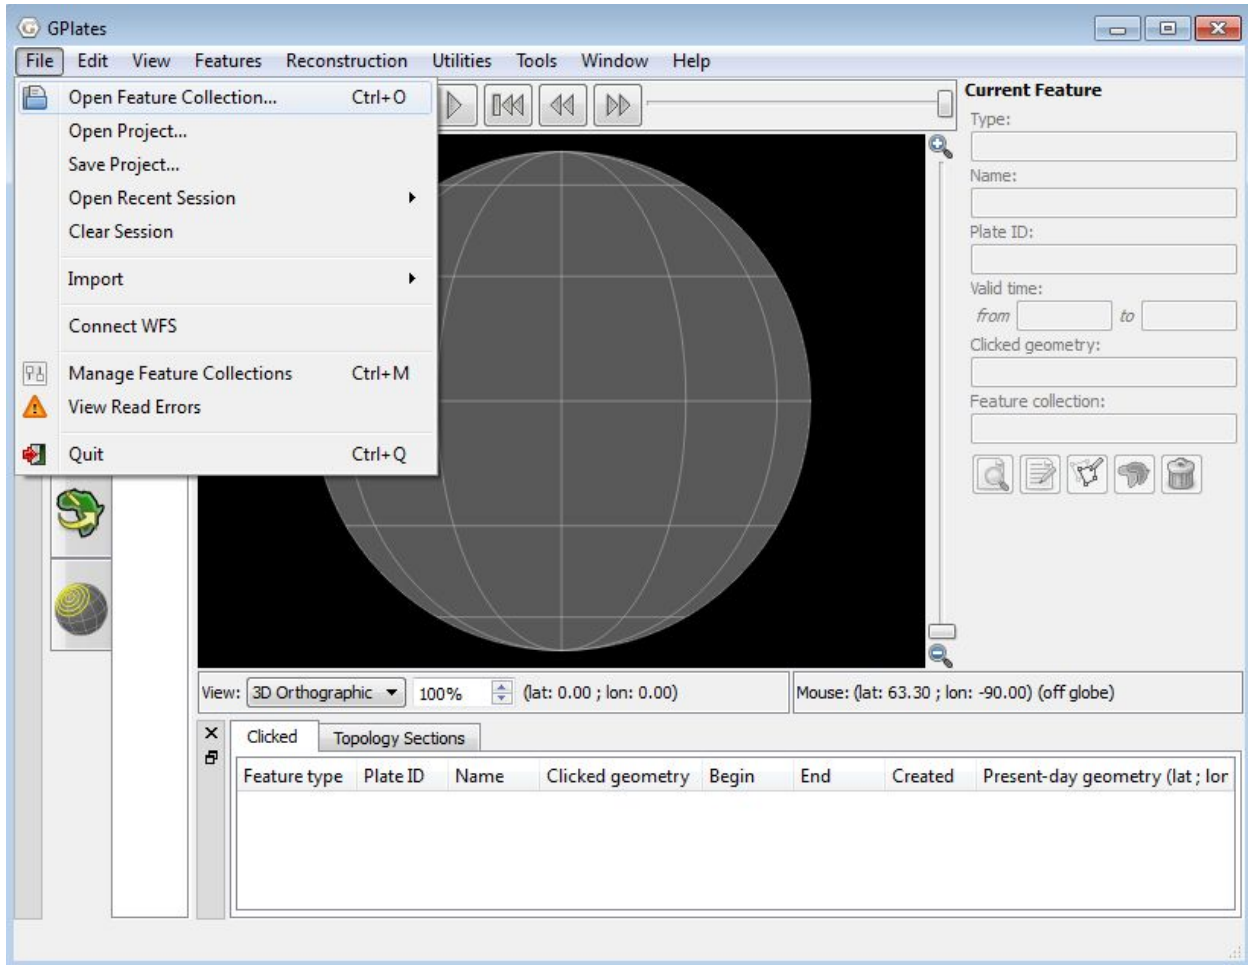 GPlates
File Edit View Features Reconstruction Utilities Tools Window Help
Open Feature Collection... Ctrl+O
Open Project...
Save Project...
Open Recent Session
Clear Session
Import
Connect WFS
Manage Feature Collections Ctrl+M
View Read Errors
Quit Ctrl+Q
Current Feature
Type:
Name:
Plate ID:
Valid time:
from to
Clicked geometry:
Feature collection:
View: 3D Orthographic 100% (lat: 0.00 ; lon: 0.00) Mouse: (lat: 63.30 ; lon: -90.00) (off globe)
Clicked Topology Sections
Feature type Plate ID Name Clicked geometry Begin End Created Present-day geometry (lat ; lor